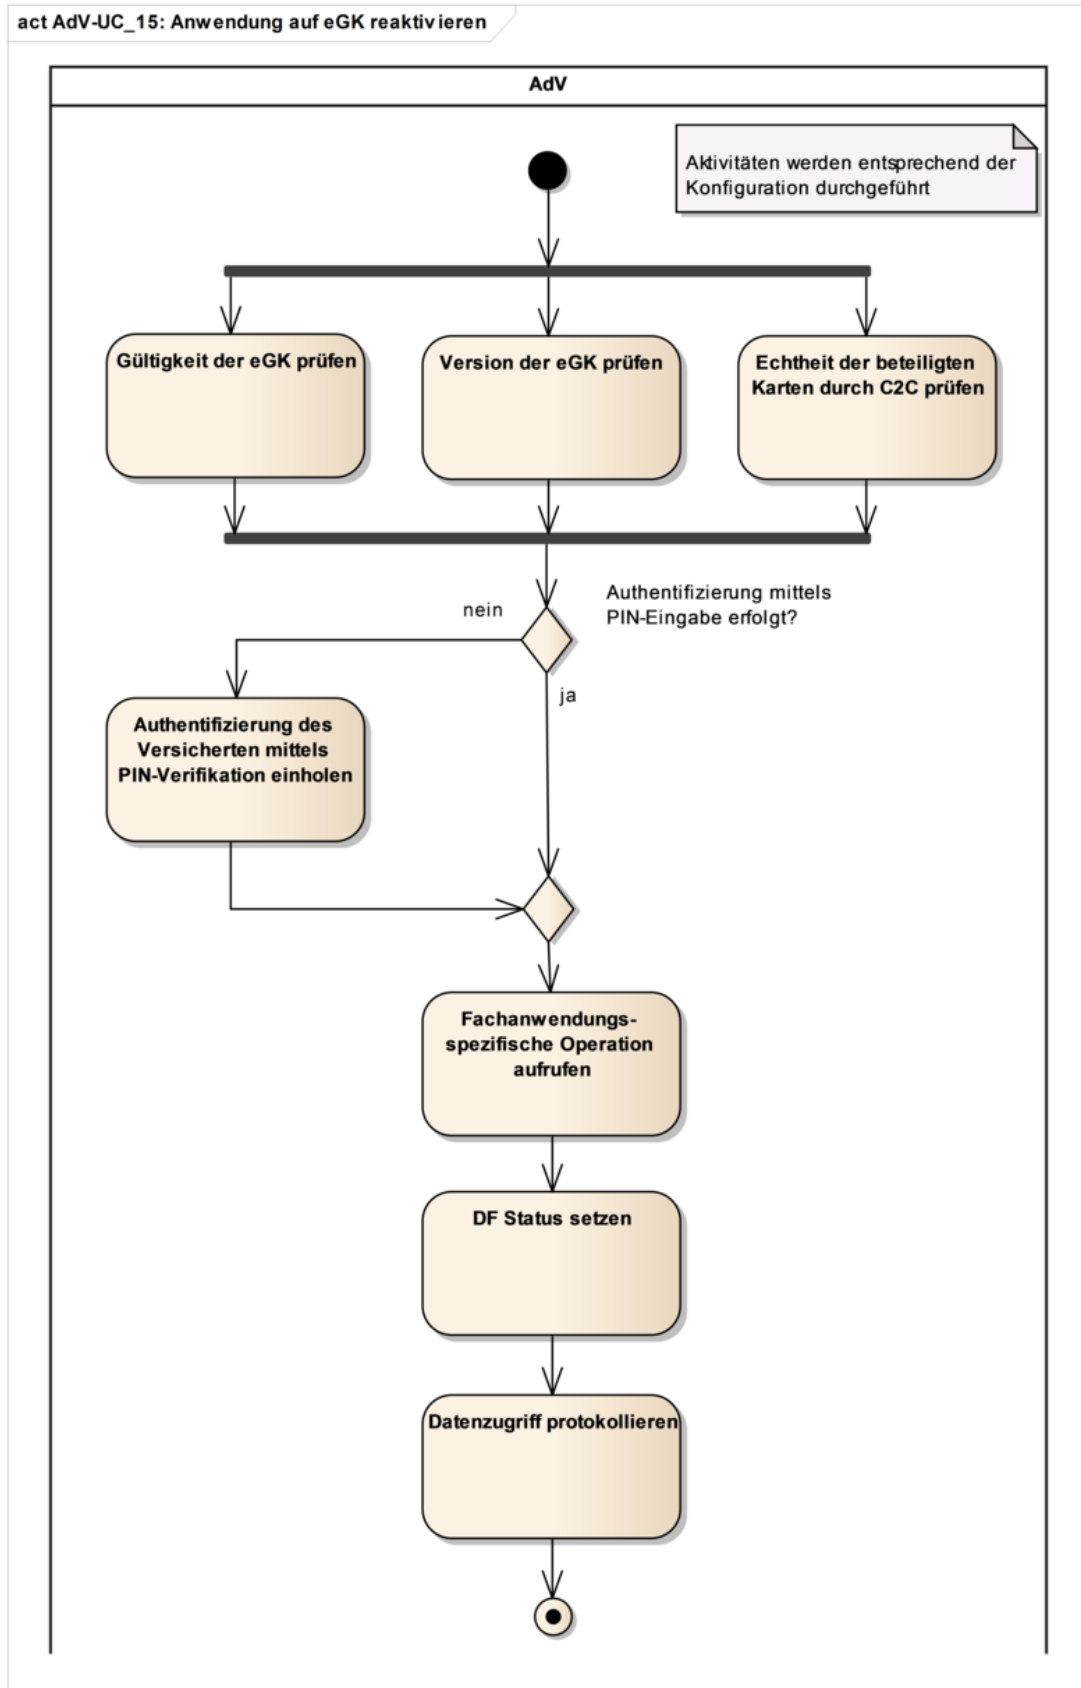 act AdV-UC_15: Anwendung auf eGK reaktivieren
AdV
Aktivitäten werden entsprechend der
Konfiguration durchgeführt
Gültigkeit der eGK prüfen
Version der eGK prüfen
Echtheit der beteiligten
Karten durch C2C prüfen
Authentifizierung mittels
PIN-Eingabe erfolgt?
nein
ja
Authentifizierung des
Versicherten mittels
PIN-Verifikation einholen
Fachanwendungs-
spezifische Operation
aufrufen
DF Status setzen
Datenzugriff protokollieren